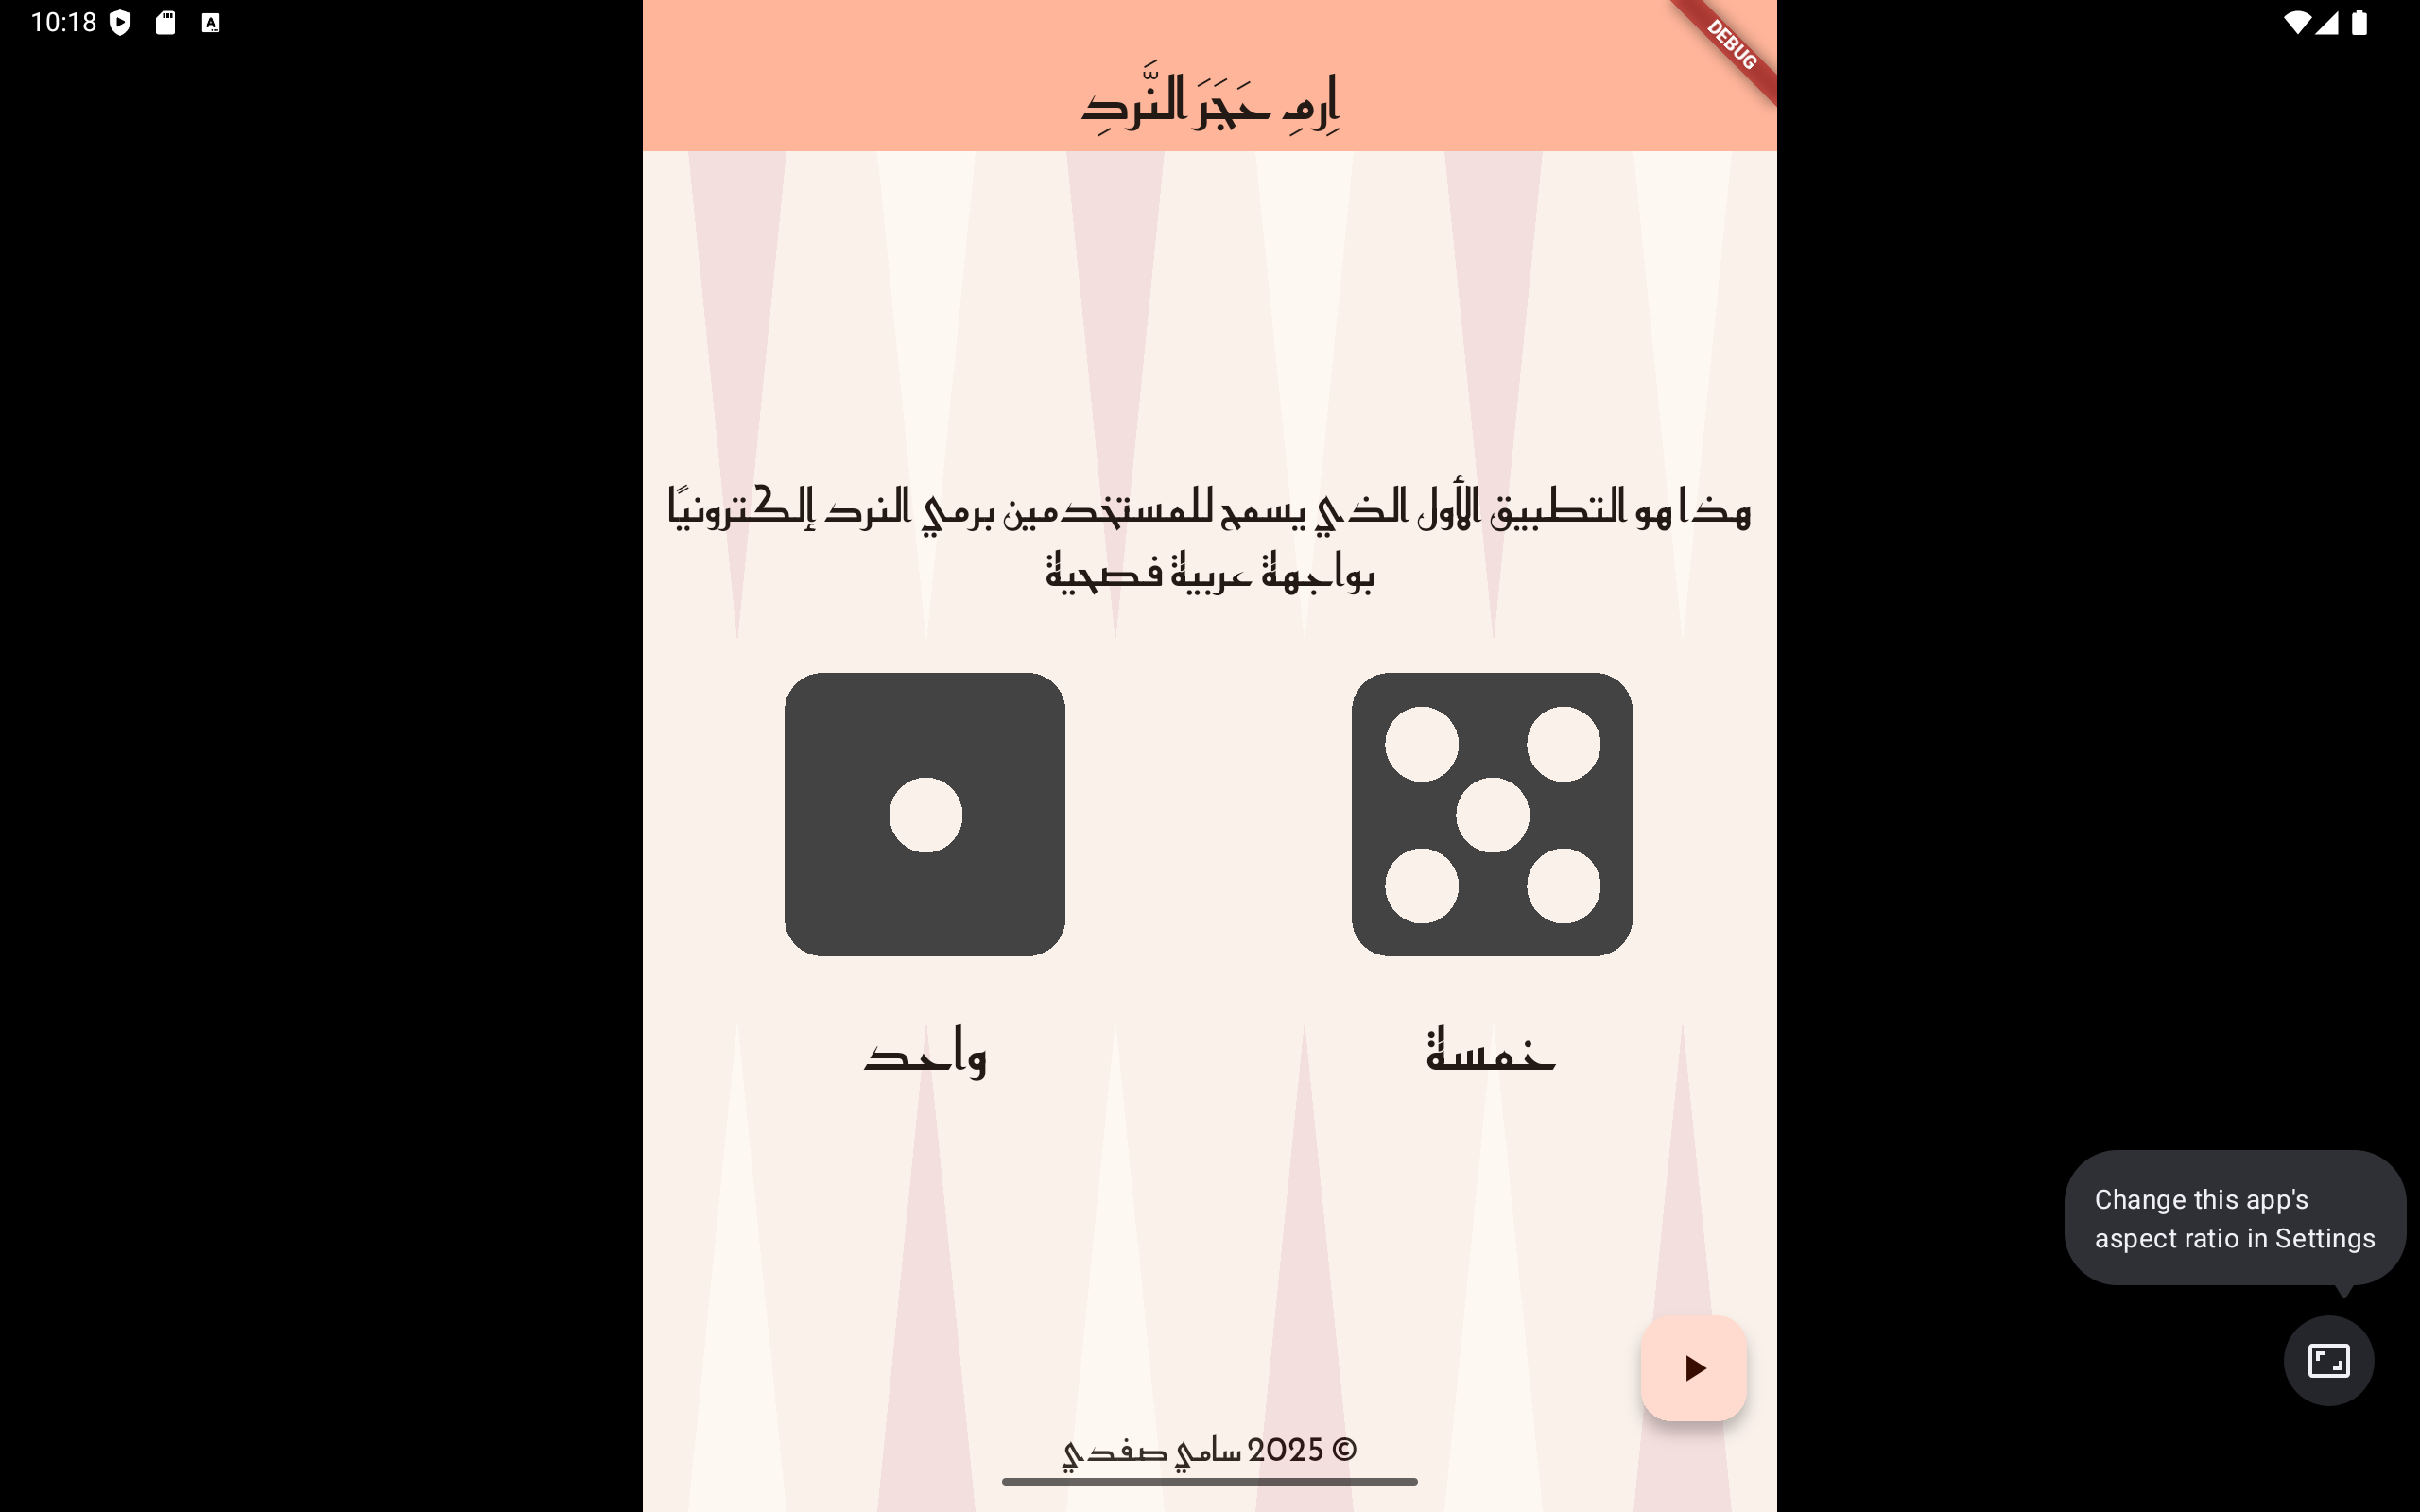 10:18
DEBUG
اِرمِ حَجَرَ النَّردِ
هذا هو التطبيق الأول الذي يسمح للمستخدمين برمي النرد إلكترونيًا
بواجهة عربية فصحية
خمسة
واحد
Change this app's
aspect ratio in Settings
© 2025 سامي صفدي